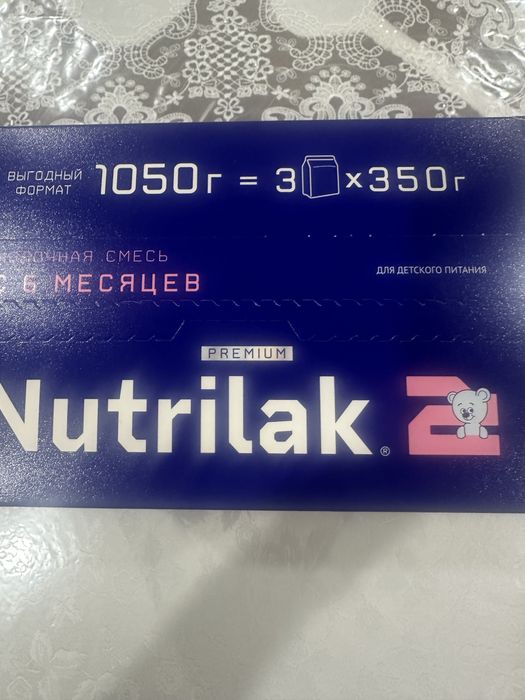 ВЫГОДНЫЙ
ФОРМАТ
1050г = 3 x 350г
СМЕСЬ
С 6 МЕСЯЦЕВ
ДЛЯ ДЕТСКОГО ПИТАНИЯ
PREMIUM
Nutrilak ® 2